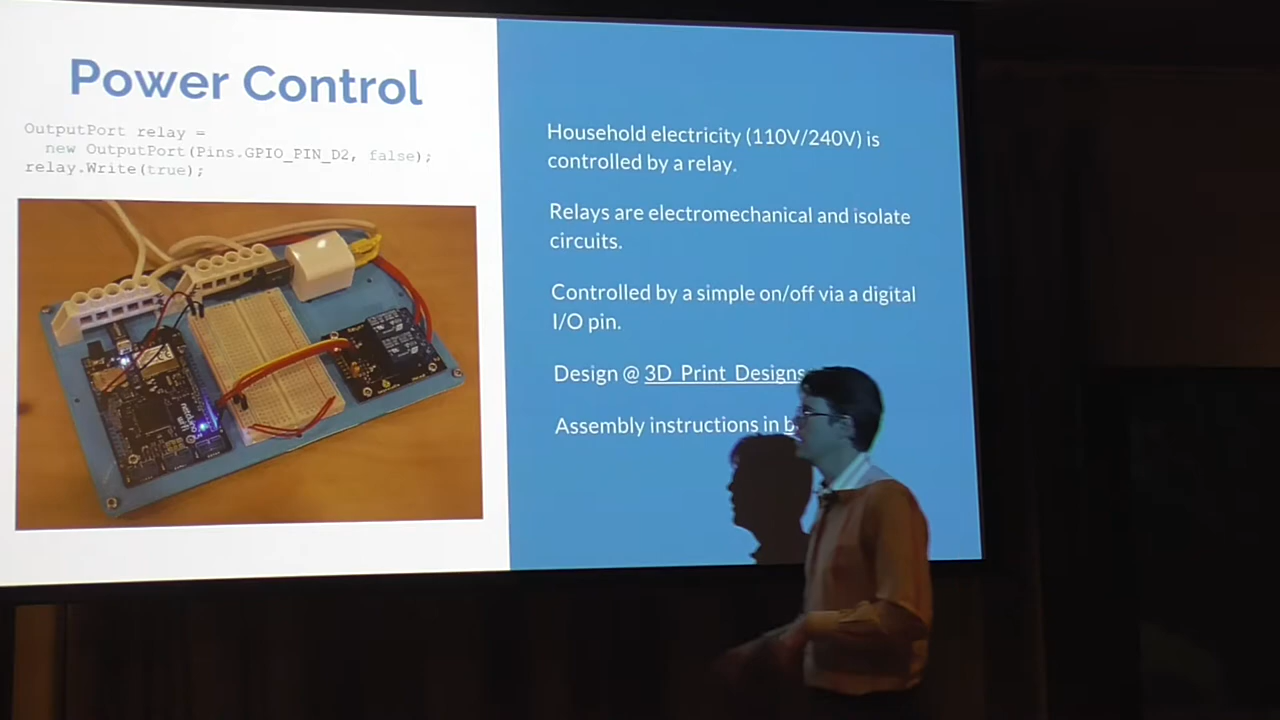 Power Control
OutputPort relay =
new OutputPort(Pins.GPIO_PIN_D2, false);
relay.Write(true);
Household electricity (110V/240V) is
controlled by a relay.
Relays are electromechanical and isolate
circuits.
Controlled by a simple on/off via a digital
I/O pin.
Design @ 3D Print Designs
Assembly instructions in
netduino3
wifi